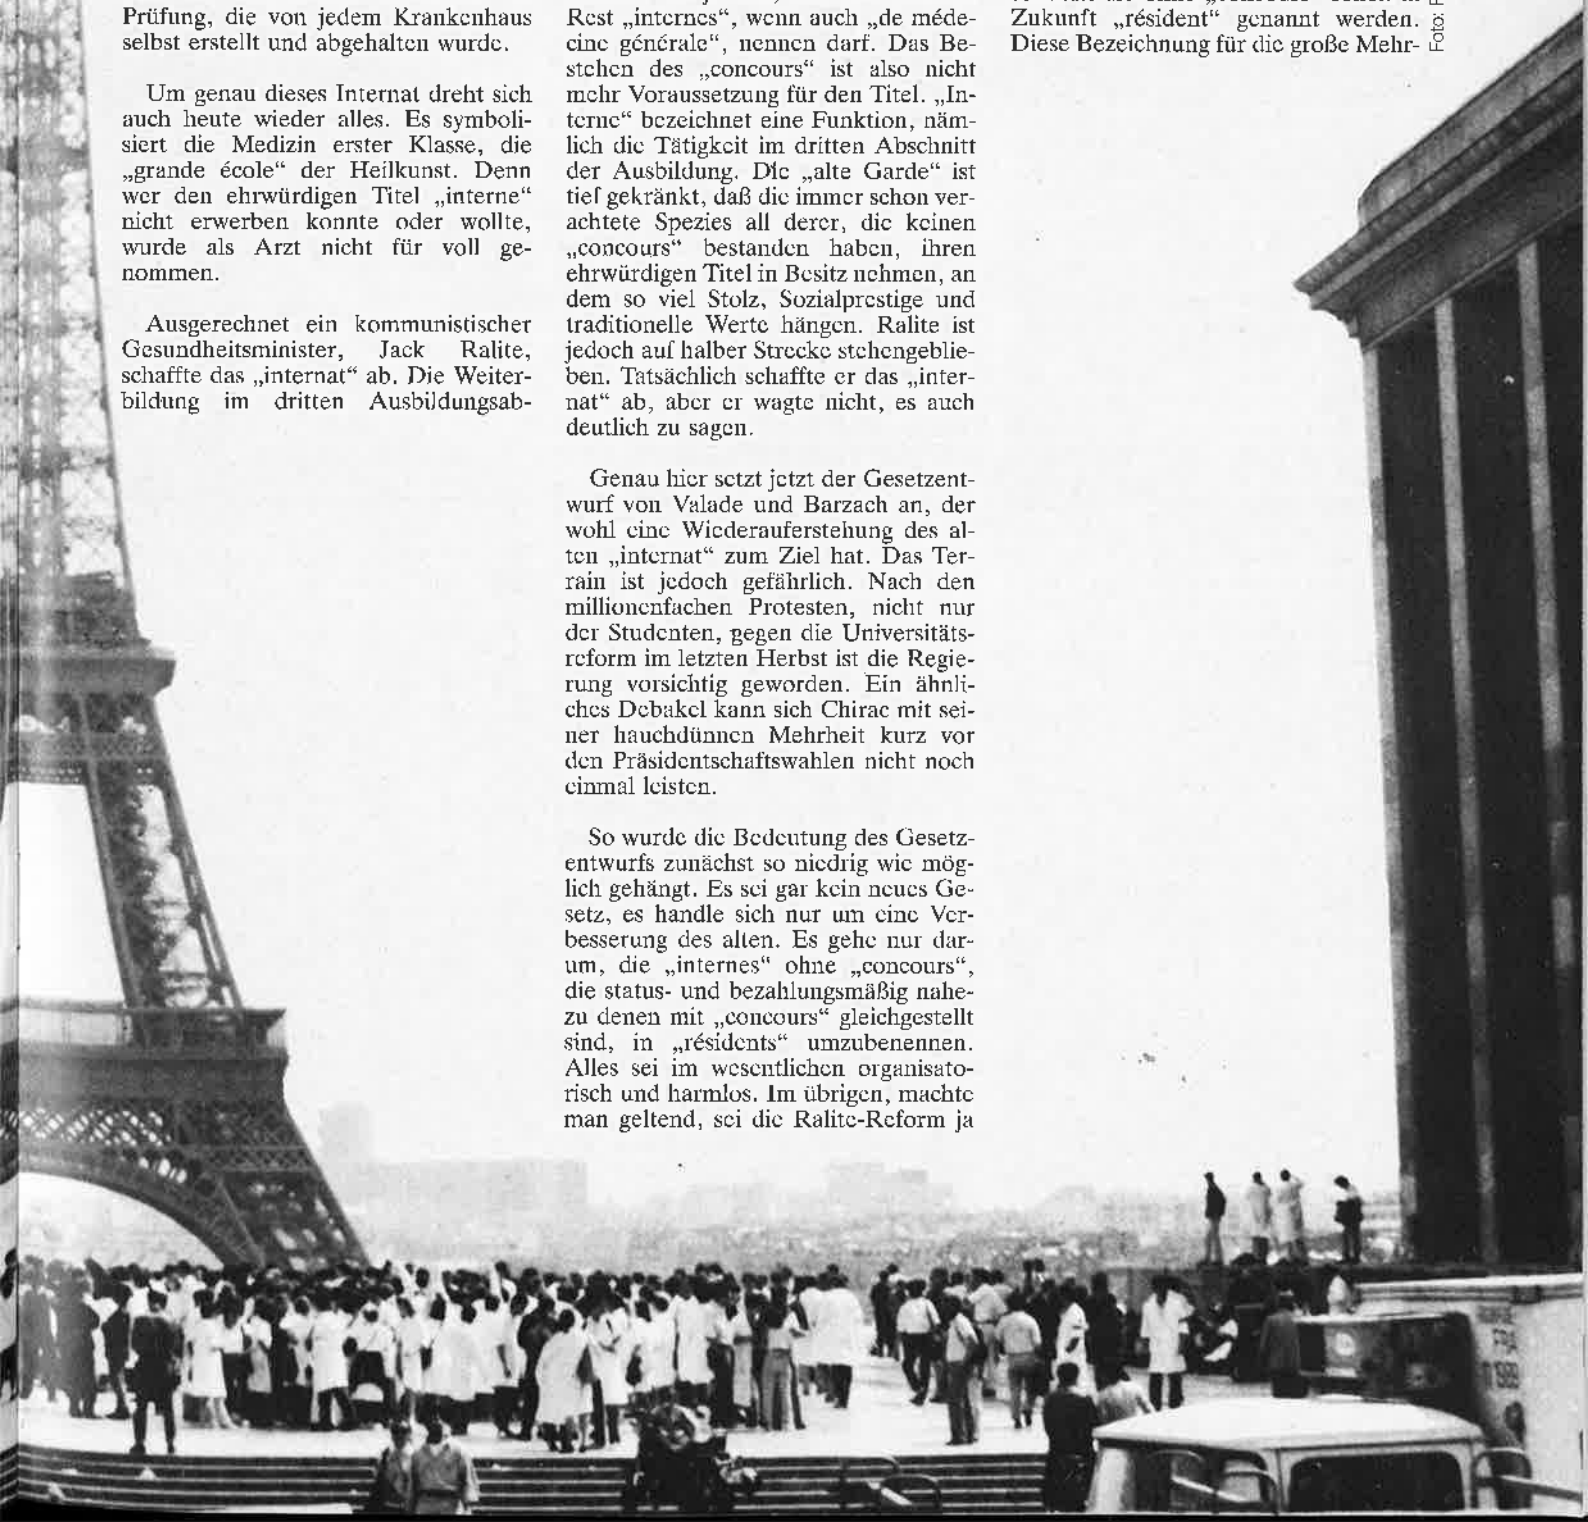 Prüfung, die von jedem Krankenhaus
selbst erstellt und abgehalten wurde.
Um genau dieses Internat dreht sich
auch heute wieder alles. Es symboli-
siert die Medizin erster Klasse, die
„grande école“ der Heilkunst. Denn
wer den ehrwürdigen Titel „interne“
nicht erwerben konnte oder wollte,
wurde als Arzt nicht für voll ge-
nommen.
Ausgerechnet ein kommunistischer
Gesundheitsminister, Jack Ralite,
schaffte das „internat“ ab. Die Weiter-
bildung im dritten Ausbildungsab-
Rest „internes“, wenn auch „de méde-
cine générale“, nennen darf. Das Be-
stehen des „concours“ ist also nicht
mehr Voraussetzung für den Titel. „In-
terne“ bezeichnet eine Funktion, näm-
lich die Tätigkeit im dritten Abschnitt
der Ausbildung. Die „alte Garde“ ist
tief gekränkt, daß die immer schon ver-
achtete Spezies all derer, die keinen
„concours“ bestanden haben, ihren
ehrwürdigen Titel in Besitz nehmen, an
dem so viel Stolz, Sozialprestige und
traditionelle Werte hängen. Ralite ist
jedoch auf halber Strecke stehengeblie-
ben. Tatsächlich schaffte er das „inter-
nat“ ab, aber er wagte nicht, es auch
deutlich zu sagen.
Genau hier setzt jetzt der Gesetzent-
wurf von Valade und Barzach an, der
wohl eine Wiederauferstehung des al-
ten „internat“ zum Ziel hat. Das Ter-
rain ist jedoch gefährlich. Nach den
millionenfachen Protesten, nicht nur
der Studenten, gegen die Universitäts-
reform im letzten Herbst ist die Regie-
rung vorsichtig geworden. Ein ähnli-
ches Debakel kann sich Chirac mit sei-
ner hauchdünnen Mehrheit kurz vor
den Präsidentschaftswahlen nicht noch
einmal leisten.
So wurde die Bedeutung des Gesetz-
entwurfs zunächst so niedrig wie mög-
lich gehängt. Es sei gar kein neues Ge-
setz, es handle sich nur um eine Ver-
besserung des alten. Es gehe nur dar-
um, die „internes“ ohne „concours“,
die status- und bezahlungsmäßig nahe-
zu denen mit „concours“ gleichgestellt
sind, in „résidents“ umzubenennen.
Alles sei im wesentlichen organisato-
risch und harmlos. Im übrigen, machte
man geltend, sei die Ralite-Reform ja
Zukunft „résident“ genannt werden.
Diese Bezeichnung für die große Mehr-
Foto: